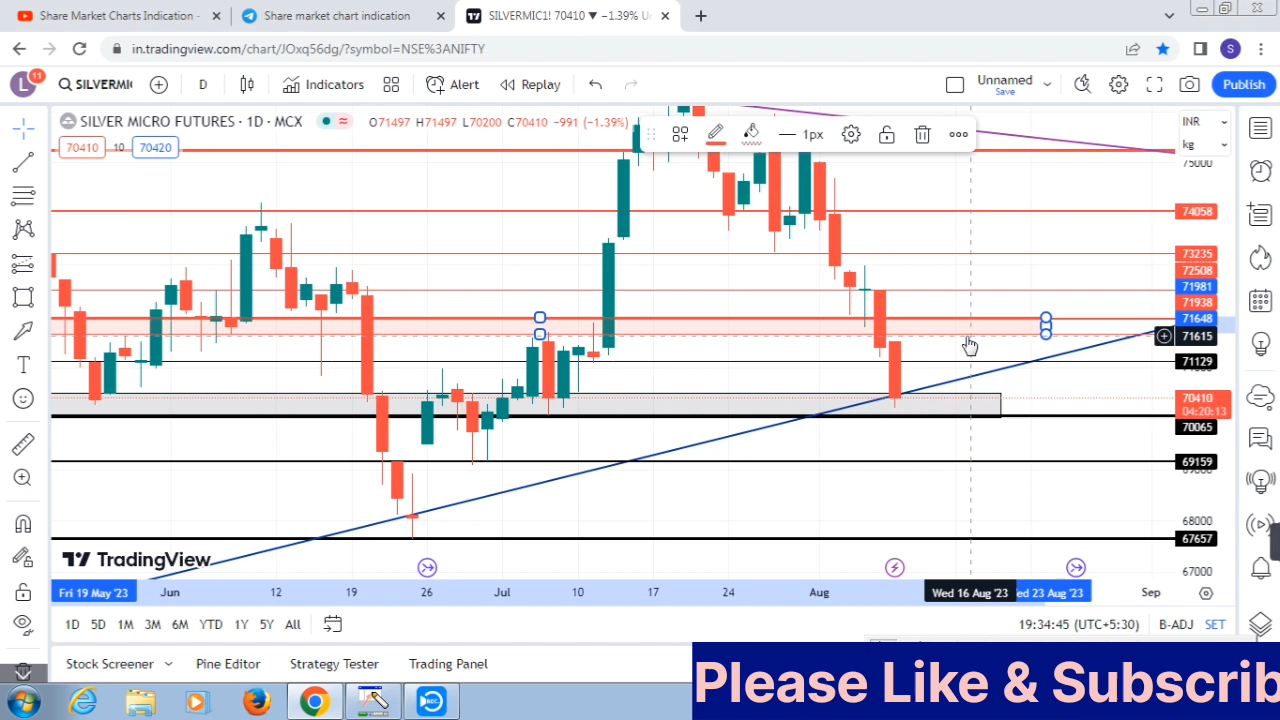 Share Market Charts Indication -
Share market chart indication
SILVERMIC1! 70410 ▼ −1.39% Un
in.tradingview.com/chart/JOxq56dg/?symbol=NSE%3ANIFTY
S
L
11
SILVERMI
D
Indicators
Alert
Replay
Unnamed
Save
Publish
SILVER MICRO FUTURES · 1D · MCX
O71497 H71497 L70200 C70410 −991 (−1.39%)
1px
INR
kg
70410
10
70420
75000
74058
73235
72508
71981
71938
71648
71615
71129
70410
04:20:13
70065
69159
68000
67657
67000
TradingView
Fri 19 May '23
Jun
12
26
Jul
10
17
24
Aug
Wed 16 Aug '23
ed 23 Aug '23
Sep
1D
5D
1M
3M
6M
YTD
1Y
5Y
All
19:34:45 (UTC+5:30)
B-ADJ
SET
Stock Screener
Pine Editor
Strategy Tester
Trading Panel
REC
Please Like & Subscrib